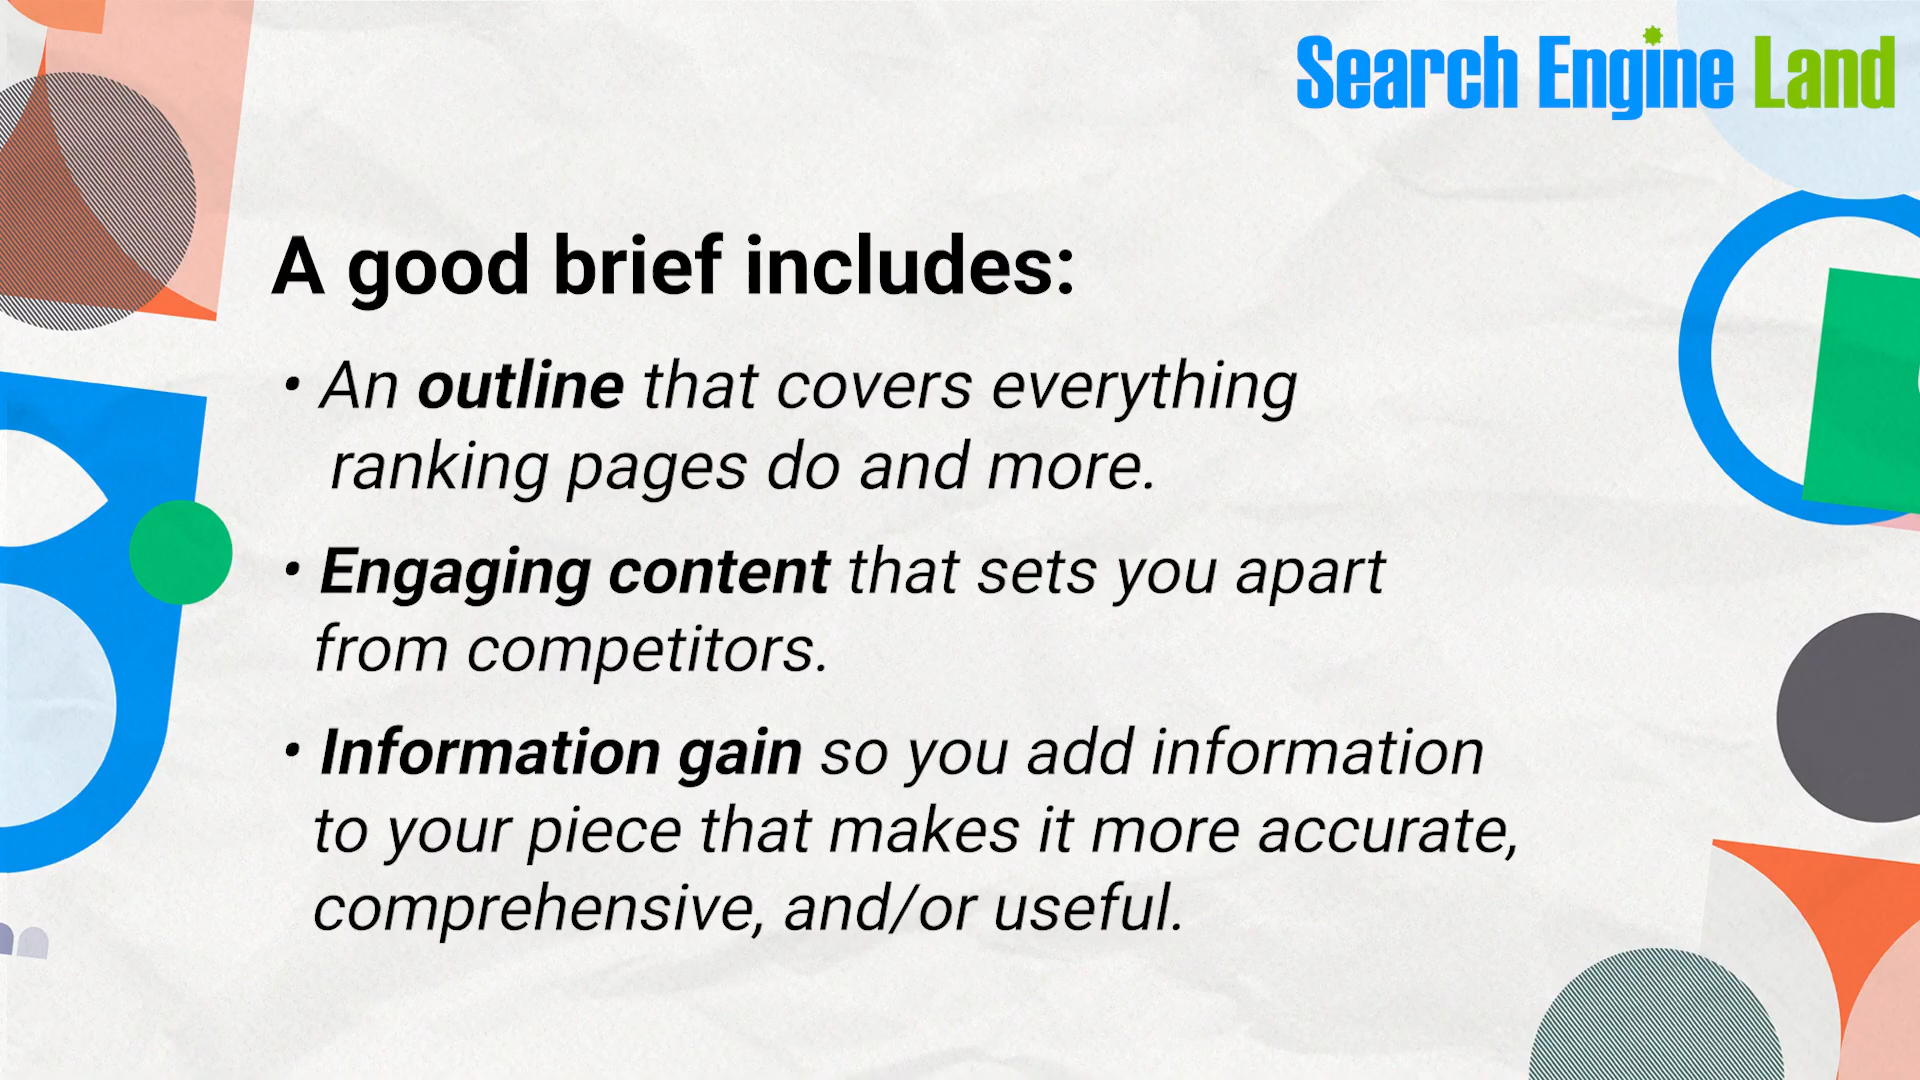 Search Engine Land
A good brief includes:
• An outline that covers everything
ranking pages do and more.
• Engaging content that sets you apart
from competitors.
• Information gain so you add information
to your piece that makes it more accurate,
comprehensive, and/or useful.